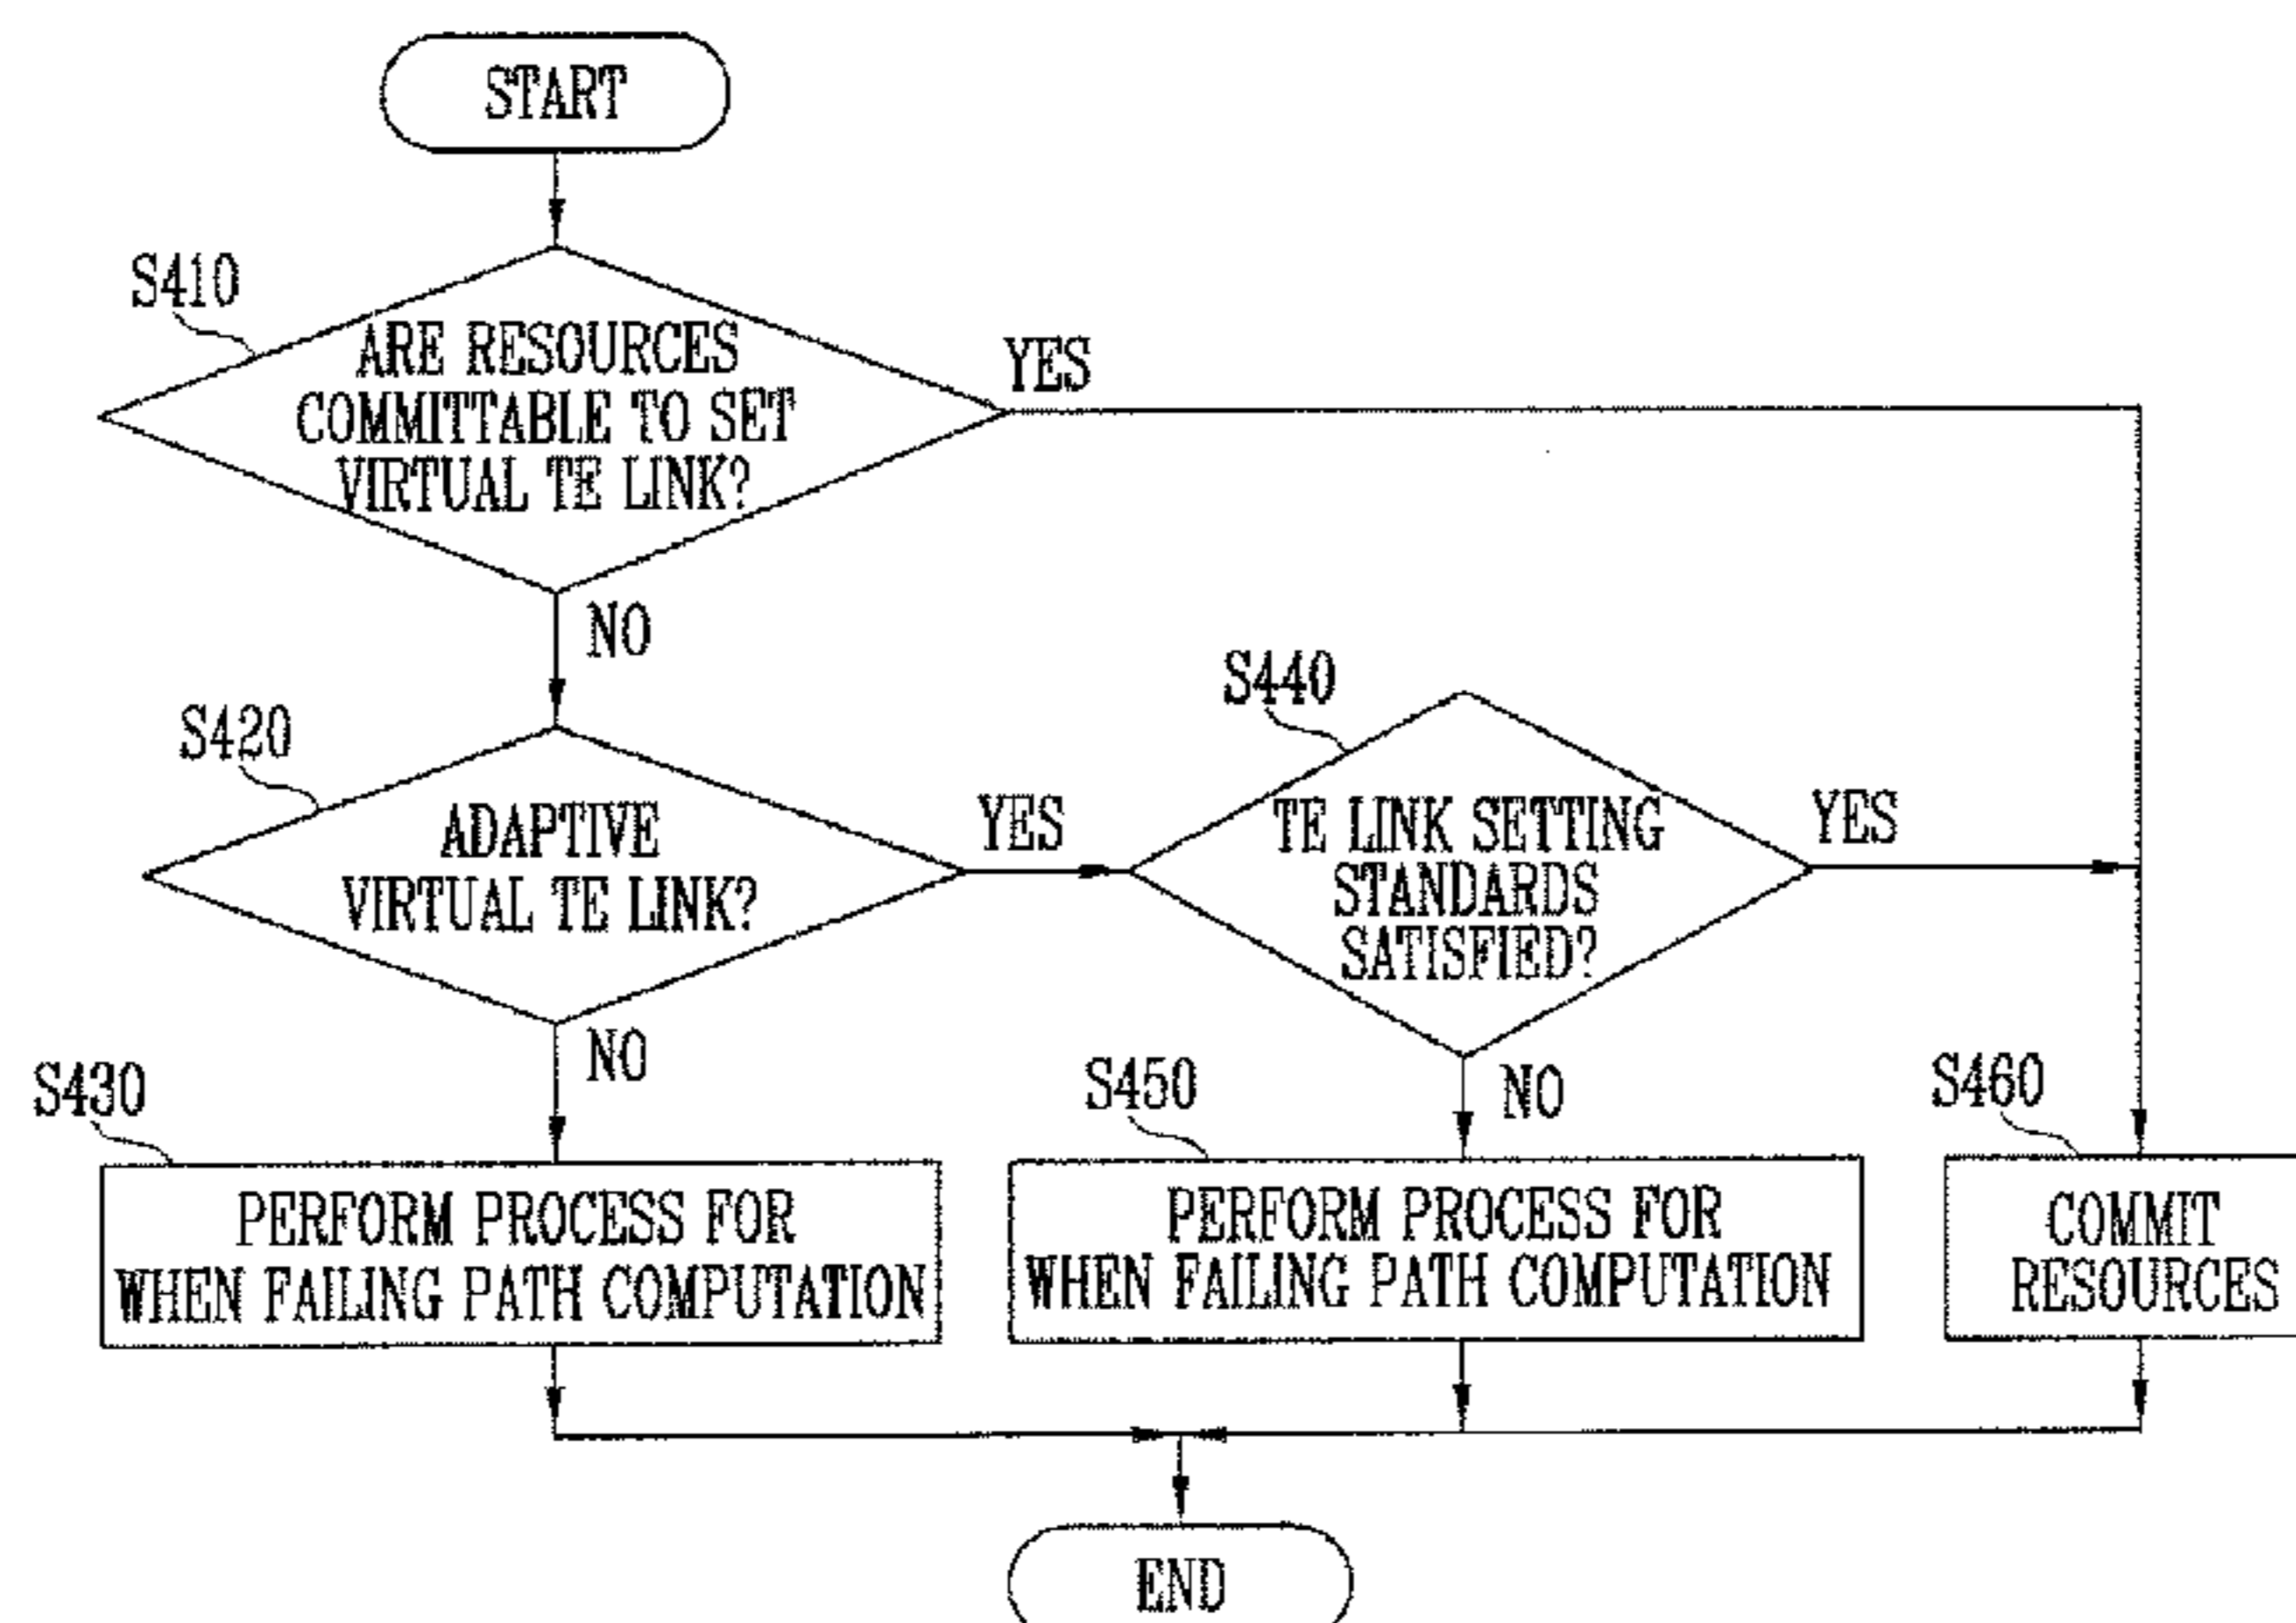 START
S410
ARE RESOURCES
COMMITTABLE TO SET
VIRTUAL TE LINK?
YES
NO
S420
ADAPTIVE
VIRTUAL TE LINK?
YES
S440
TE LINK SETTING
STANDARDS
SATISFIED?
YES
NO
NO
S430
PERFORM PROCESS FOR
WHEN FAILING PATH COMPUTATION
S450
PERFORM PROCESS FOR
WHEN FAILING PATH COMPUTATION
S460
COMMIT
RESOURCES
END